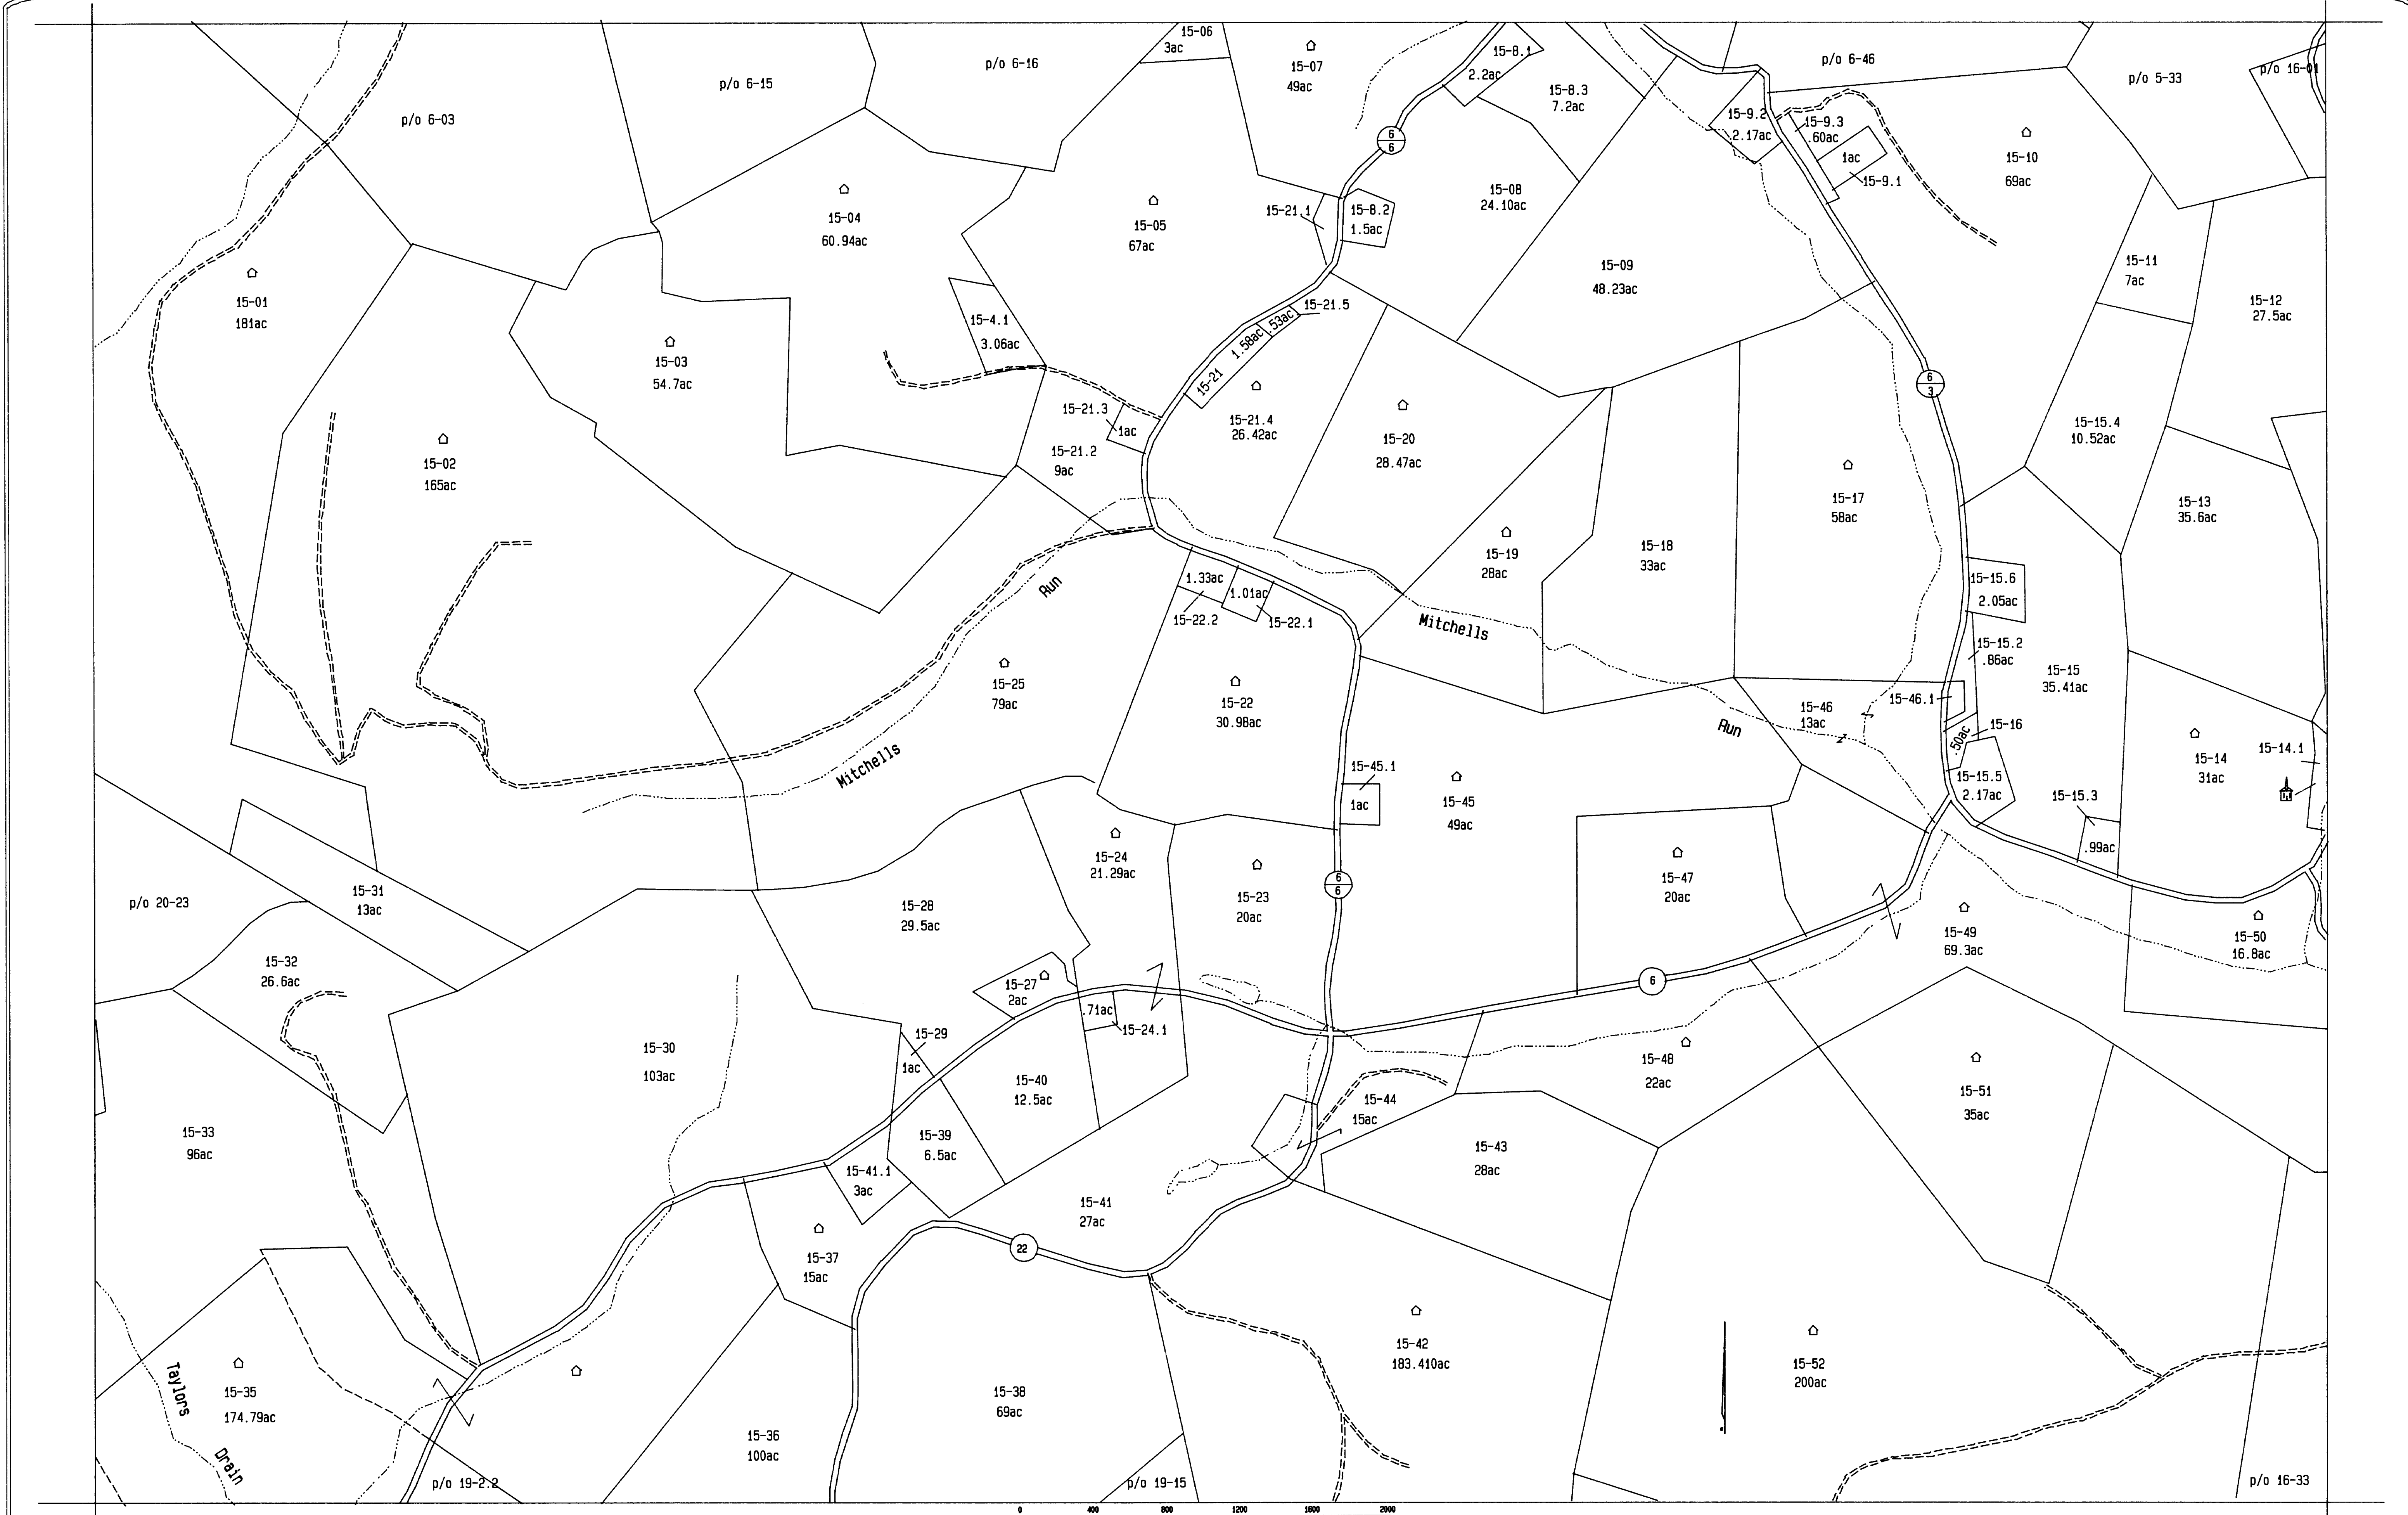 15-06
3ac
p/o 6-16
p/o 6-15
p/o 6-03
15-07
49ac
15-8.1
2.2ac
15-8.3
7.2ac
p/o 6-46
p/o 5-33
p/o 16-01
15-9.2
2.17ac
15-9.3
.60ac
1ac
15-9.1
15-10
69ac
6
6
15-01
181ac
15-04
60.94ac
15-05
67ac
15-21.1
15-8.2
1.5ac
15-08
24.10ac
15-09
48.23ac
15-11
7ac
15-12
27.5ac
15-4.1
3.06ac
15-21.5
.53ac
1.58ac
15-21
15-03
54.7ac
6
3
15-02
165ac
15-21.3
1ac
15-21.2
9ac
15-21.4
26.42ac
15-20
28.47ac
15-15.4
10.52ac
15-17
58ac
15-13
35.6ac
15-19
28ac
15-18
33ac
1.33ac
1.01ac
15-22.2
15-22.1
Run
Mitchells
15-15.6
2.05ac
15-15.2
.86ac
15-15
35.41ac
15-25
79ac
15-22
30.98ac
15-46.1
15-46
13ac
Run
15-16
.50ac
15-14
31ac
15-14.1
Mitchells
15-45.1
1ac
15-45
49ac
15-15.5
2.17ac
15-15.3
.99ac
15-24
21.29ac
15-23
20ac
6
6
15-47
20ac
p/o 20-23
15-31
13ac
15-28
29.5ac
15-49
69.3ac
15-50
16.8ac
15-32
26.6ac
15-27
2ac
.71ac
15-24.1
6
15-29
1ac
15-30
103ac
15-40
12.5ac
15-48
22ac
15-51
35ac
15-33
96ac
15-39
6.5ac
15-44
15ac
15-43
28ac
15-41.1
3ac
15-41
27ac
15-37
15ac
22
Taylors
Drain
15-35
174.79ac
15-42
183.410ac
15-52
200ac
15-38
69ac
15-36
100ac
p/o 19-2.2
p/o 19-15
p/o 16-33
0 400 800 1200 1600 2000